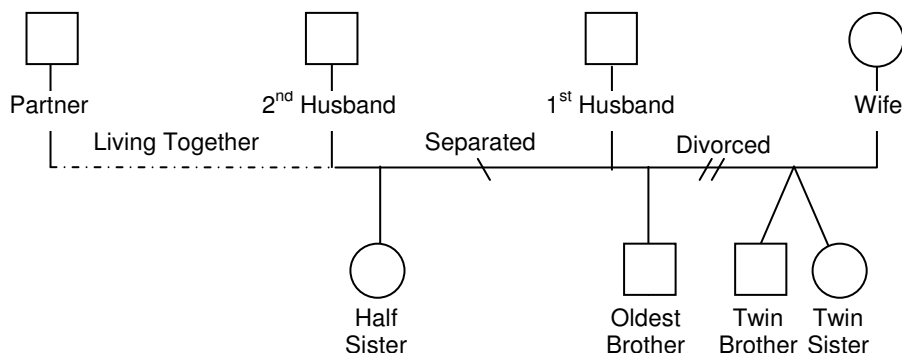 Partner
2nd Husband
1st Husband
Wife
Living Together
Separated
Divorced
Half
Sister
Oldest
Brother
Twin
Brother
Twin
Sister